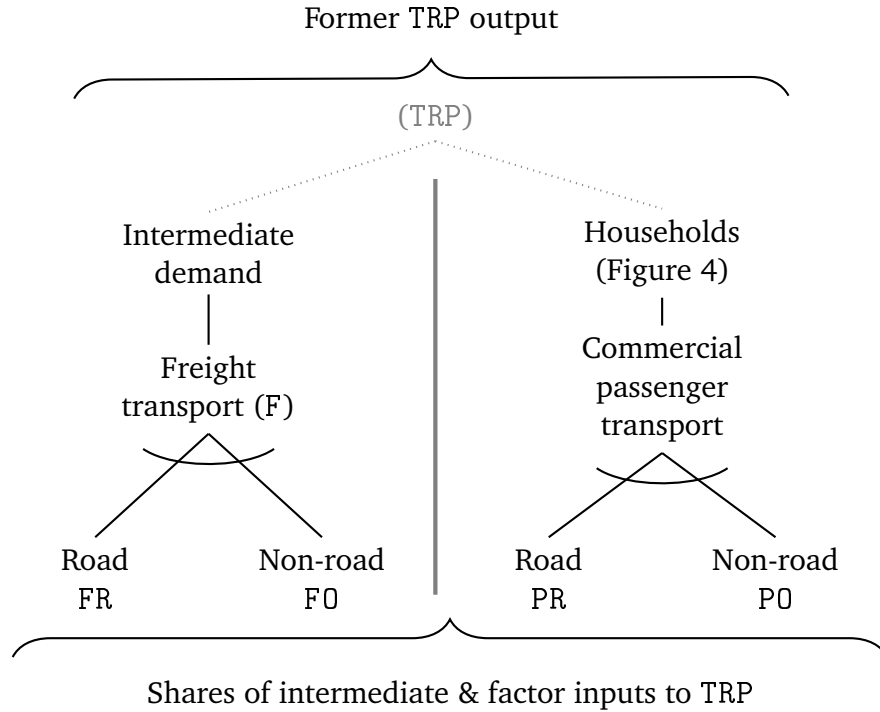 Former TRP output
(TRP)
Intermediate
demand
Freight
transport (F)
Road
FR
Non-road
FO
Households
(Figure 4)
Commercial
passenger
transport
Road
PR
Non-road
PO
Shares of intermediate & factor inputs to TRP